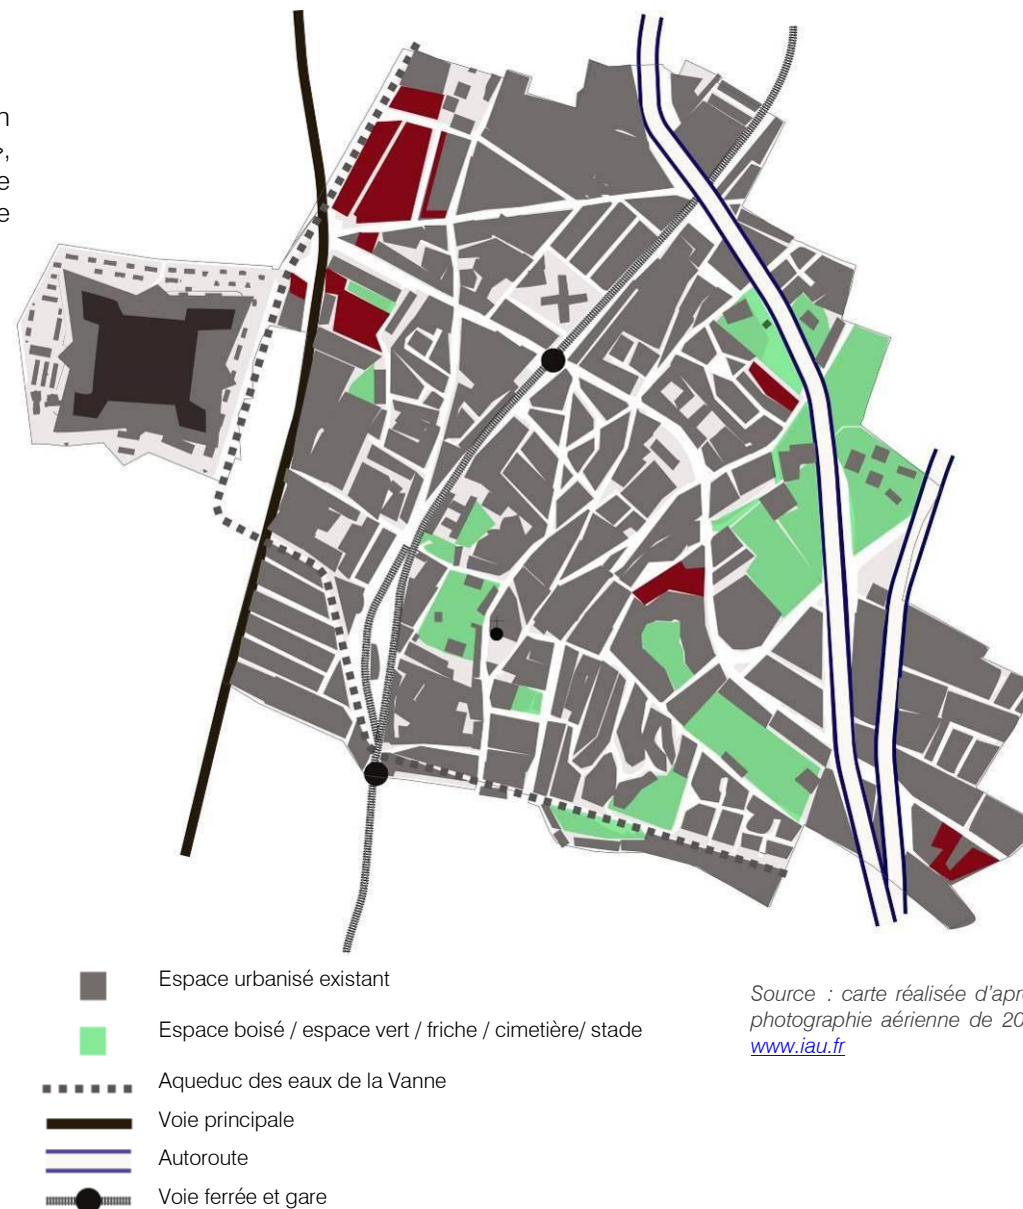 n
,
e
e
Espace urbanisé existant
Espace boisé / espace vert / friche / cimetière/ stade
Aqueduc des eaux de la Vanne
Voie principale
Autoroute
Voie ferrée et gare
Source : carte réalisée d'apr
photographie aérienne de 20
www.iau.fr